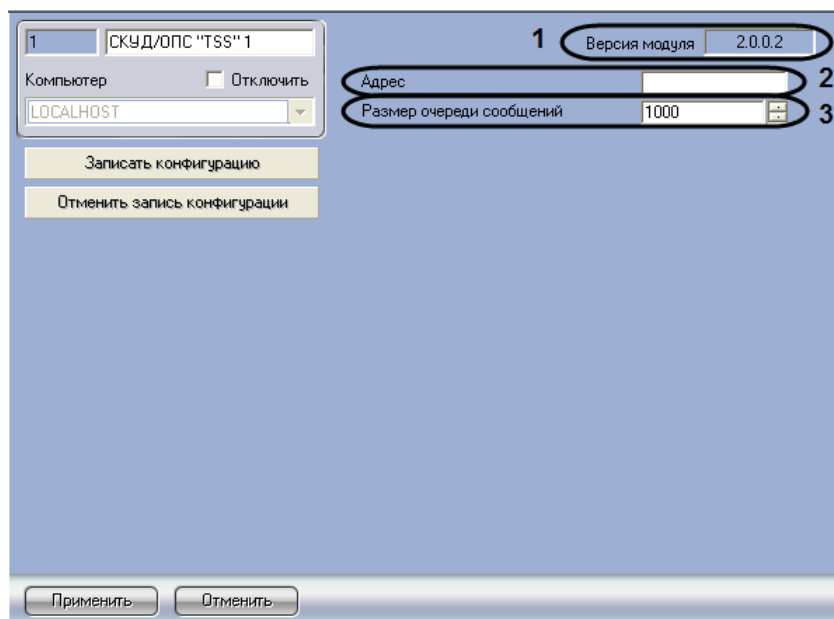 1 СКУД/ОПС "TSS" 1
Компьютер Отключить
LOCALHOST
Записать конфигурацию
Отменить запись конфигурации
1 Версия модуля 2.0.0.2
Адрес 2
Размер очереди сообщений 1000 3
Применить Отменить